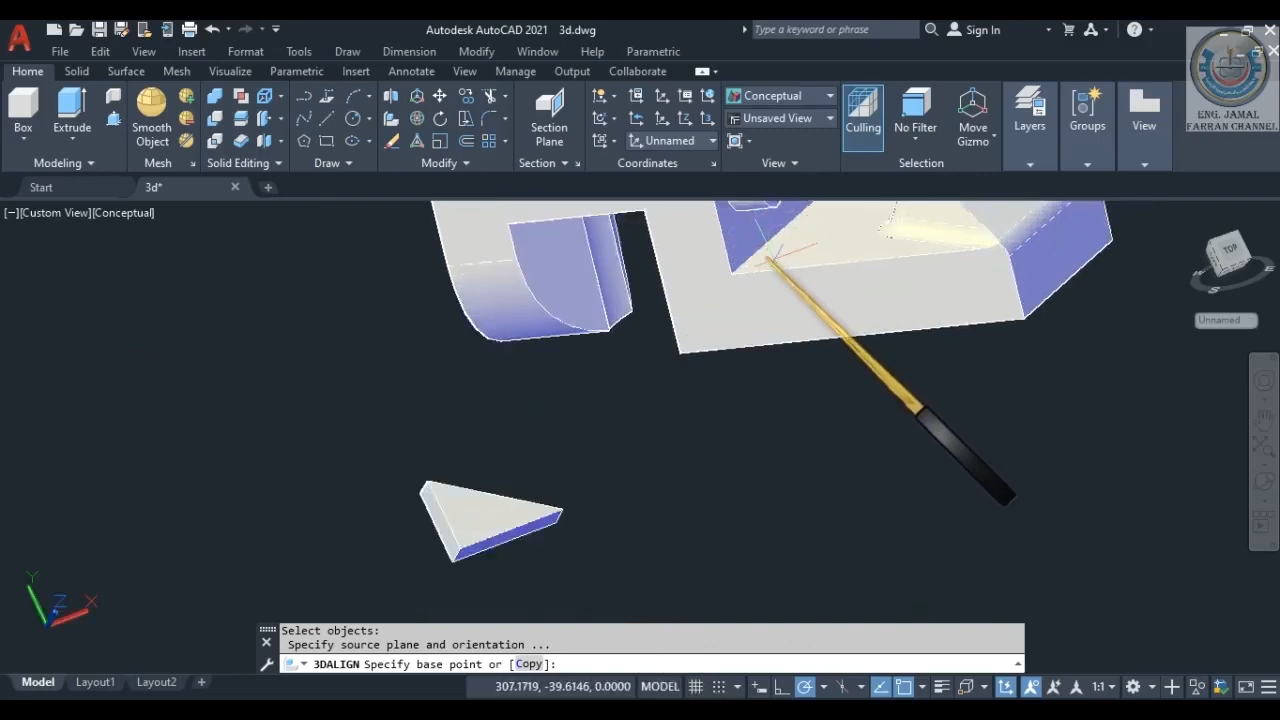 Autodesk AutoCAD 2021 3d.dwg
Type a keyword or phrase
Sign In
File Edit View Insert Format Tools Draw Dimension Modify Window Help Parametric
Home Solid Surface Mesh Visualize Parametric Insert Annotate View Manage Output Collaborate
Box
Extrude
Smooth
Object
Section
Plane
Conceptual
Unsaved View
Unnamed
Culling
No Filter
Move
Gizmo
Layers
Groups
View
ENG. JAMAL
FARRAN CHANNEL
Modeling Mesh Solid Editing Draw Modify Section Coordinates View Selection
Start 3d*
[−][Custom View][Conceptual]
TOP
S
E
Unnamed
Y
Z
X
Select objects:
Specify source plane and orientation ...
3DALIGN Specify base point or [Copy]:
Model Layout1 Layout2
307.1719, -39.6146, 0.0000 MODEL
1:1